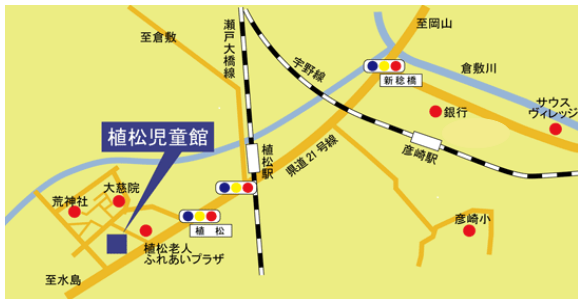 至岡山
至倉敷
瀬戸大橋線
宇野線
倉敷川
新稔橋
サウス
ヴィレッジ
銀行
植松児童館
県道21号線
彦崎駅
植松駅
大慈院
荒神社
彦崎小
植松
植松老人
ふれあいプラザ
至水島